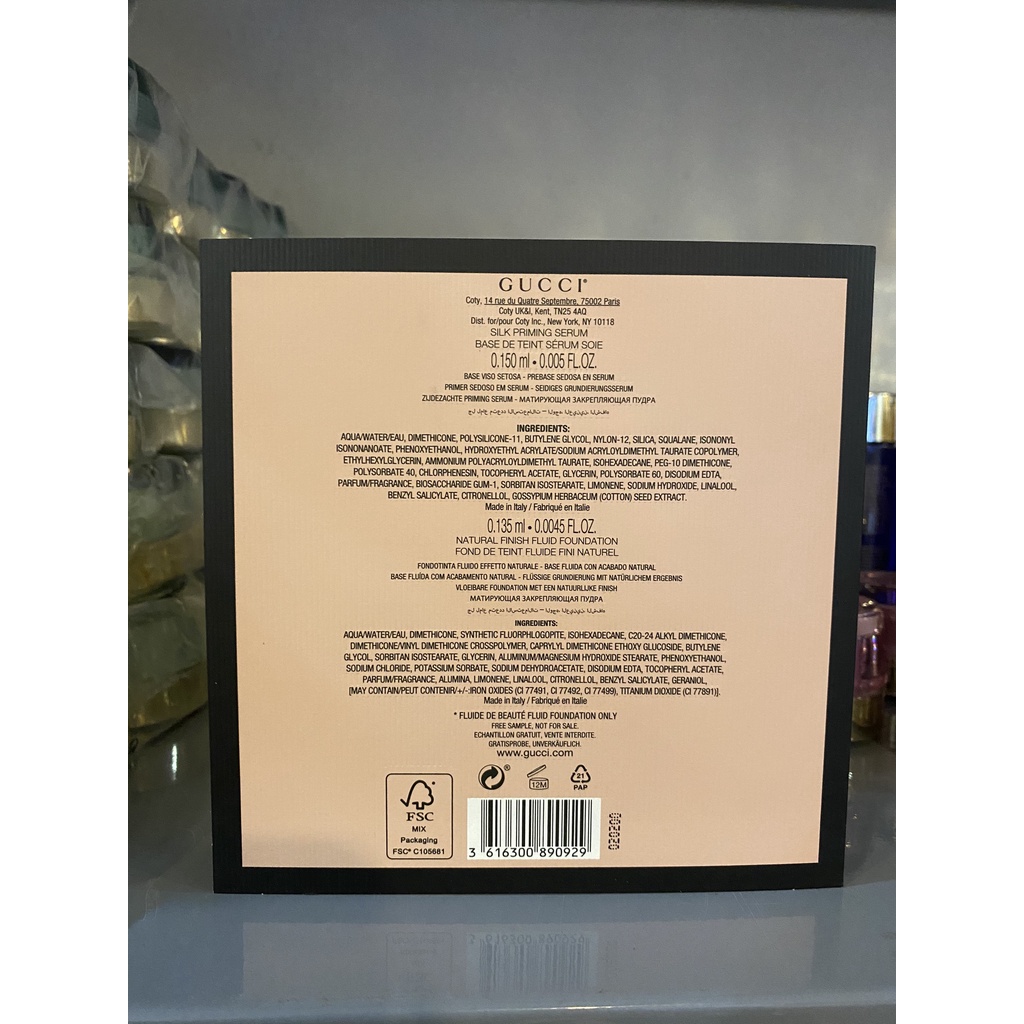 GUCCI®
Coty, 14 rue du Quatre Septembre, 75002 Paris
Coty UK&I, Kent, TN25 4AQ
Dist. for/pour Coty Inc., New York, NY 10118
SILK PRIMING SERUM
BASE DE TEINT SÉRUM SOIE
0.150 ml • 0.005 FL.OZ.
BASE VISO SETOSA - PREBASE SEDOSA EN SERUM
PRIMER SEDOSO EM SERUM - SEIDIGES GRUNDIERUNGSSERUM
ZIJDEZACHTE PRIMING SERUM - МАТИРУЮЩАЯ ЗАКРЕПЛЯЮЩАЯ ПУДРА
INGREDIENTS:
AQUA/WATER/EAU, DIMETHICONE, POLYSILICONE-11, BUTYLENE GLYCOL, NYLON-12, SILICA, SQUALANE, ISONONYL
ISONONANOATE, PHENOXYETHANOL, HYDROXYETHYL ACRYLATE/SODIUM ACRYLOYLDIMETHYL TAURATE COPOLYMER,
ETHYLHEXYLGLYCERIN, AMMONIUM POLYACRYLOYLDIMETHYL TAURATE, ISOHEXADECANE, PEG-10 DIMETHICONE,
POLYSORBATE 40, CHLORPHENESIN, TOCOPHERYL ACETATE, GLYCERIN, POLYSORBATE 60, DISODIUM EDTA,
PARFUM/FRAGRANCE, BIOSACCHARIDE GUM-1, SORBITAN ISOSTEARATE, LIMONENE, SODIUM HYDROXIDE, LINALOOL,
BENZYL SALICYLATE, CITRONELLOL, GOSSYPIUM HERBACEUM (COTTON) SEED EXTRACT.
Made in Italy / Fabriqué en Italie
0.135 ml • 0.0045 FL.OZ.
NATURAL FINISH FLUID FOUNDATION
FOND DE TEINT FLUIDE FINI NATUREL
FONDOTINTA FLUIDO EFFETTO NATURALE - BASE FLUIDA CON ACABADO NATURAL
BASE FLUÍDA COM ACABAMENTO NATURAL - FLÜSSIGE GRUNDIERUNG MIT NATÜRLICHEM ERGEBNIS
VLOEIBARE FOUNDATION MET EEN NATUURLIJKE FINISH
МАТИРУЮЩАЯ ЗАКРЕПЛЯЮЩАЯ ПУДРА
INGREDIENTS:
AQUA/WATER/EAU, DIMETHICONE, SYNTHETIC FLUORPHLOGOPITE, ISOHEXADECANE, C20-24 ALKYL DIMETHICONE,
DIMETHICONE/VINYL DIMETHICONE CROSSPOLYMER, CAPRYLYL DIMETHICONE ETHOXY GLUCOSIDE, BUTYLENE
GLYCOL, SORBITAN ISOSTEARATE, GLYCERIN, ALUMINUM/MAGNESIUM HYDROXIDE STEARATE, PHENOXYETHANOL,
SODIUM CHLORIDE, POTASSIUM SORBATE, SODIUM DEHYDROACETATE, DISODIUM EDTA, TOCOPHERYL ACETATE,
PARFUM/FRAGRANCE, ALUMINA, LIMONENE, LINALOOL, CITRONELLOL, BENZYL SALICYLATE, GERANIOL,
[MAY CONTAIN/PEUT CONTENIR/+/-:IRON OXIDES (CI 77491, CI 77492, CI 77499), TITANIUM DIOXIDE (CI 77891)].
Made in Italy / Fabriqué en Italie
* FLUIDE DE BEAUTÉ FLUID FOUNDATION ONLY
FREE SAMPLE, NOT FOR SALE.
ECHANTILLON GRATUIT, VENTE INTERDITE.
GRATISPROBE, UNVERKÄUFLICH.
www.gucci.com
12M
21
PAP
FSC
MIX
Packaging
FSC® C105681
3 616300 890929
020200